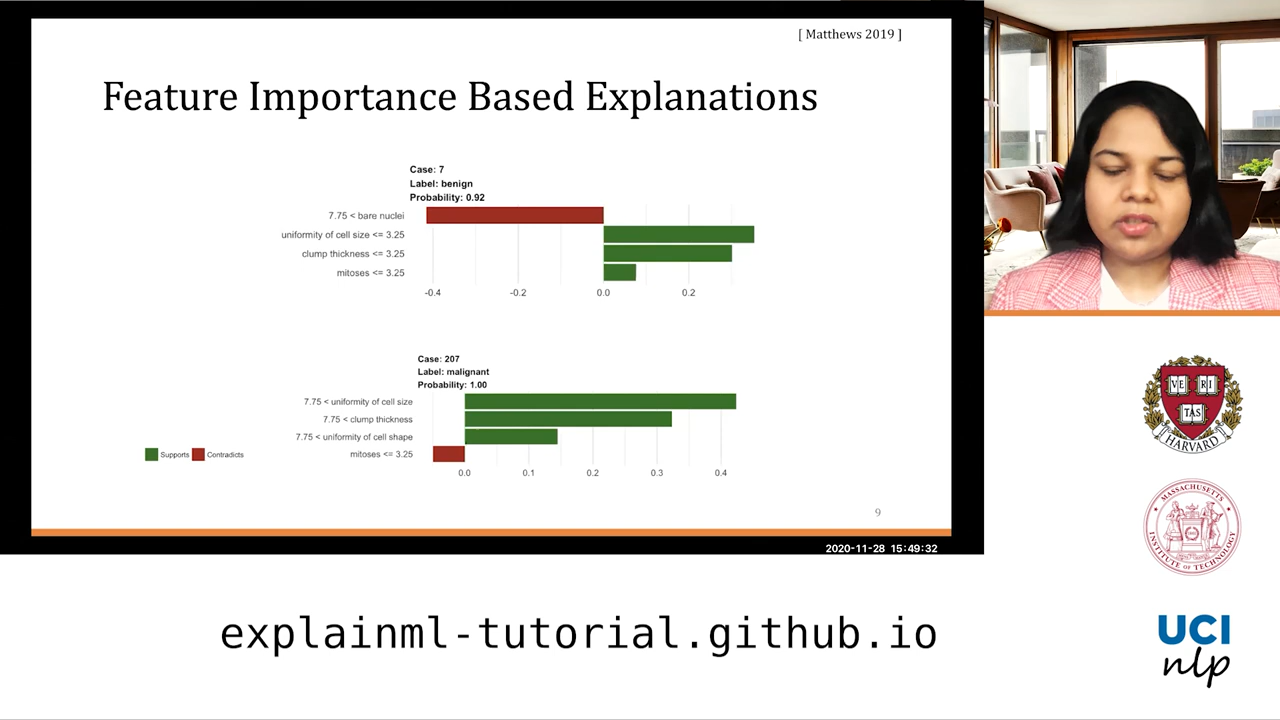 [ Matthews 2019 ]
Feature Importance Based Explanations
Case: 7
Label: benign
Probability: 0.92
7.75 < bare nuclei
uniformity of cell size <= 3.25
clump thickness <= 3.25
mitoses <= 3.25
-0.4 -0.2 0.0 0.2
Case: 207
Label: malignant
Probability: 1.00
7.75 < uniformity of cell size
7.75 < clump thickness
7.75 < uniformity of cell shape
mitoses <= 3.25
Supports Contradicts
0.0 0.1 0.2 0.3 0.4
9
2020-11-28 15:49:32
explainml-tutorial.github.io
VE RI
TAS
HARVARD
MASSACHUSETTS
INSTITUTE OF TECHNOLOGY
UCI
nlp